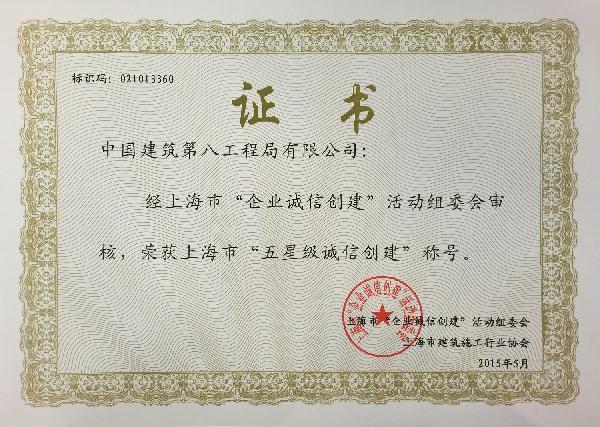 标识码：021013360
证书
中国建筑第八工程局有限公司：
经上海市“企业诚信创建”活动组委会审
核，荣获上海市“五星级诚信创建”称号。
上海市“企业诚信创建”活动组委会
上海市建筑施工行业协会
2015年5月